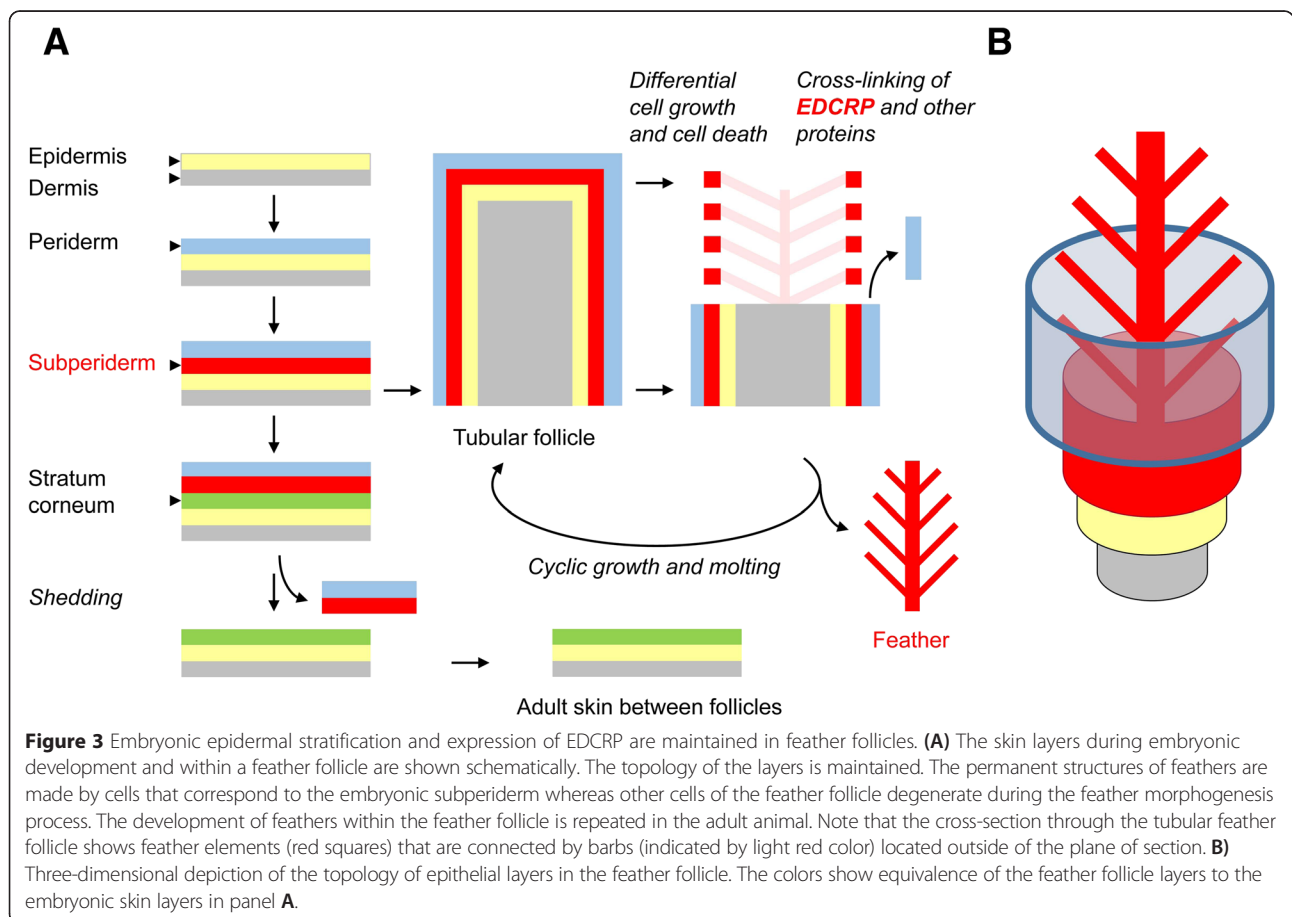 A
B
Differential
cell growth
and cell death
Cross-linking of
EDCRP and other
proteins
Epidermis
Dermis
Periderm
Subperiderm
Tubular follicle
Stratum
corneum
Cyclic growth and molting
Shedding
Feather
Adult skin between follicles
Figure 3 Embryonic epidermal stratification and expression of EDCRP are maintained in feather follicles. (A) The skin layers during embryonic
development and within a feather follicle are shown schematically. The topology of the layers is maintained. The permanent structures of feathers are
made by cells that correspond to the embryonic subperiderm whereas other cells of the feather follicle degenerate during the feather morphogenesis
process. The development of feathers within the feather follicle is repeated in the adult animal. Note that the cross-section through the tubular feather
follicle shows feather elements (red squares) that are connected by barbs (indicated by light red color) located outside of the plane of section. B)
Three-dimensional depiction of the topology of epithelial layers in the feather follicle. The colors show equivalence of the feather follicle layers to the
embryonic skin layers in panel A.